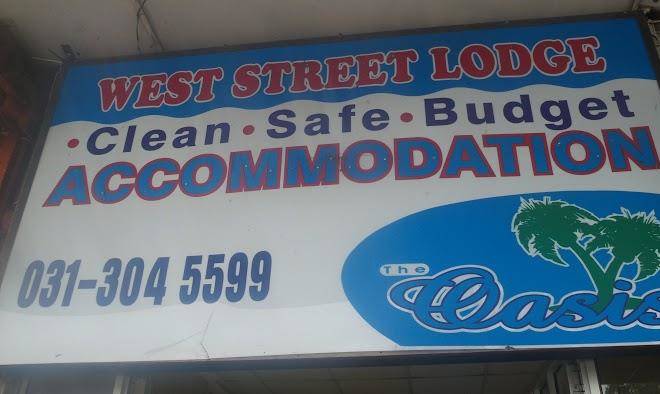 WEST STREET LODGE
• Clean • Safe • Budget
ACCOMMODATION
031-304 5599
The
Oasis